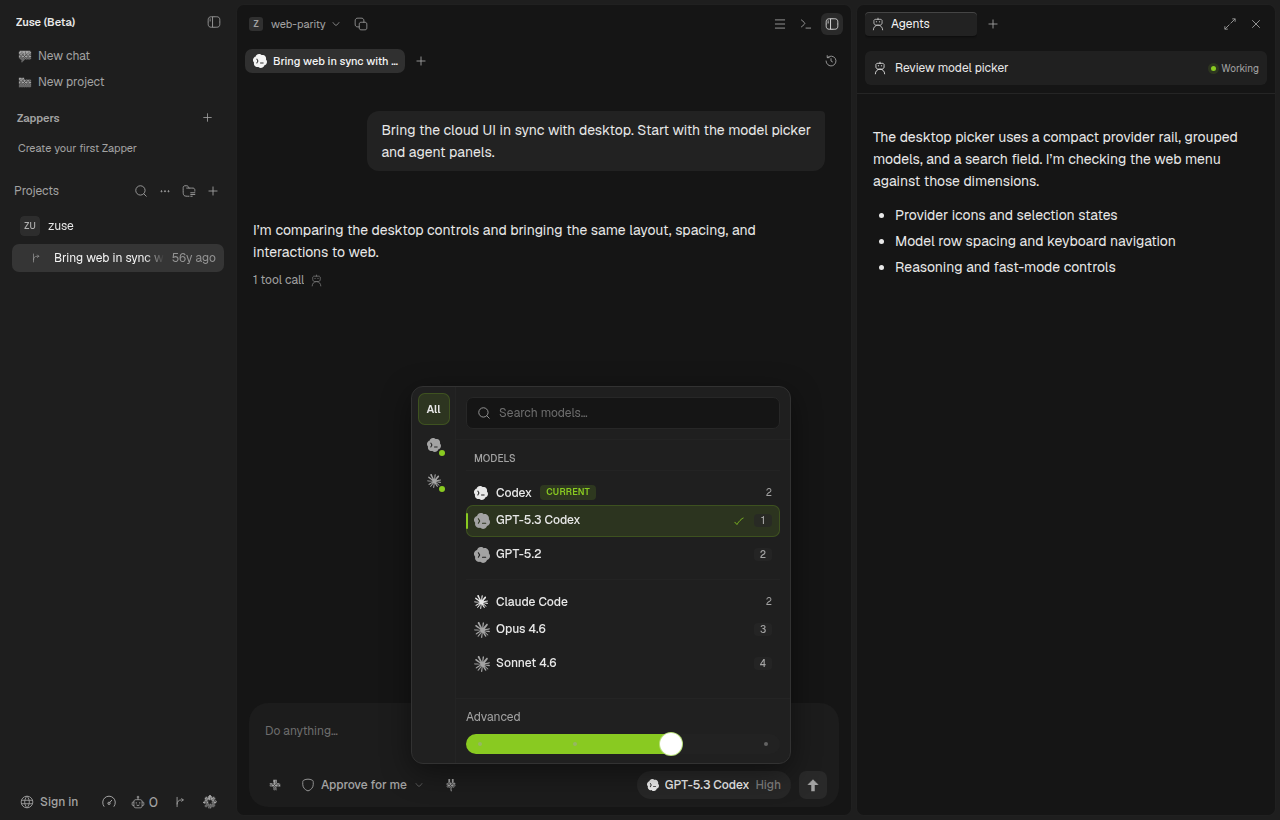 Zuse (Beta)
New chat
New project
Zappers
Create your first Zapper
Projects
ZU zuse
Bring web in sync w 56y ago
Sign in
0
Z web-parity
Bring web in sync with …
Bring the cloud UI in sync with desktop. Start with the model picker
and agent panels.
I’m comparing the desktop controls and bringing the same layout, spacing, and
interactions to web.
1 tool call
All
Search models…
MODELS
Codex CURRENT 2
GPT-5.3 Codex 1
GPT-5.2 2
Claude Code 2
Opus 4.6 3
Sonnet 4.6 4
Advanced
Do anything…
Approve for me
GPT-5.3 Codex High
Agents
Review model picker Working
The desktop picker uses a compact provider rail, grouped
models, and a search field. I’m checking the web menu
against those dimensions.
• Provider icons and selection states
• Model row spacing and keyboard navigation
• Reasoning and fast-mode controls